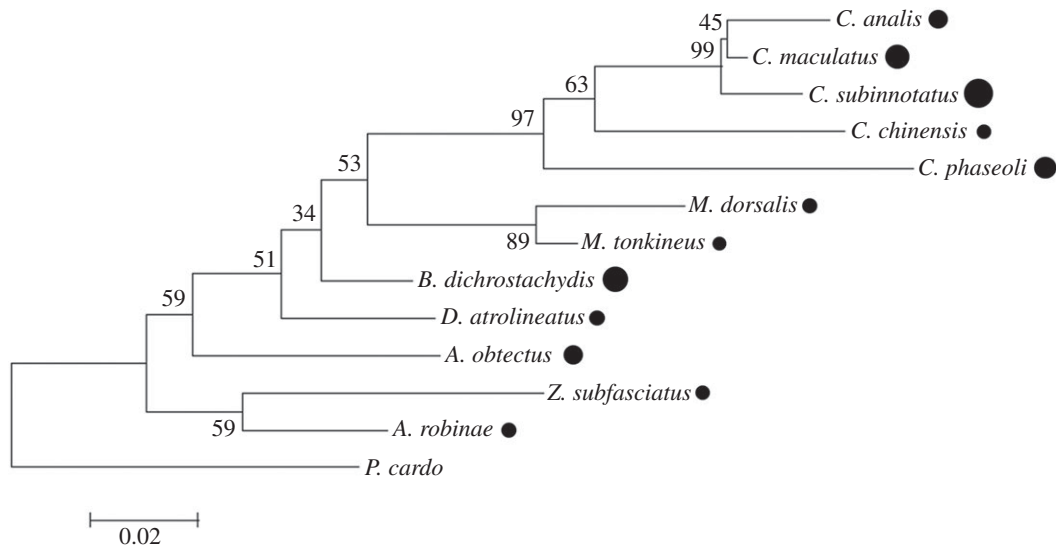 45
C. analis
99
C. maculatus
63
C. subinnotatus
97
C. chinensis
53
C. phaseoli
34
M. dorsalis
89
M. tonkineus
51
B. dichrostachydis
59
D. atrolineatus
A. obtectus
Z. subfasciatus
59
A. robinae
P. cardo
0.02